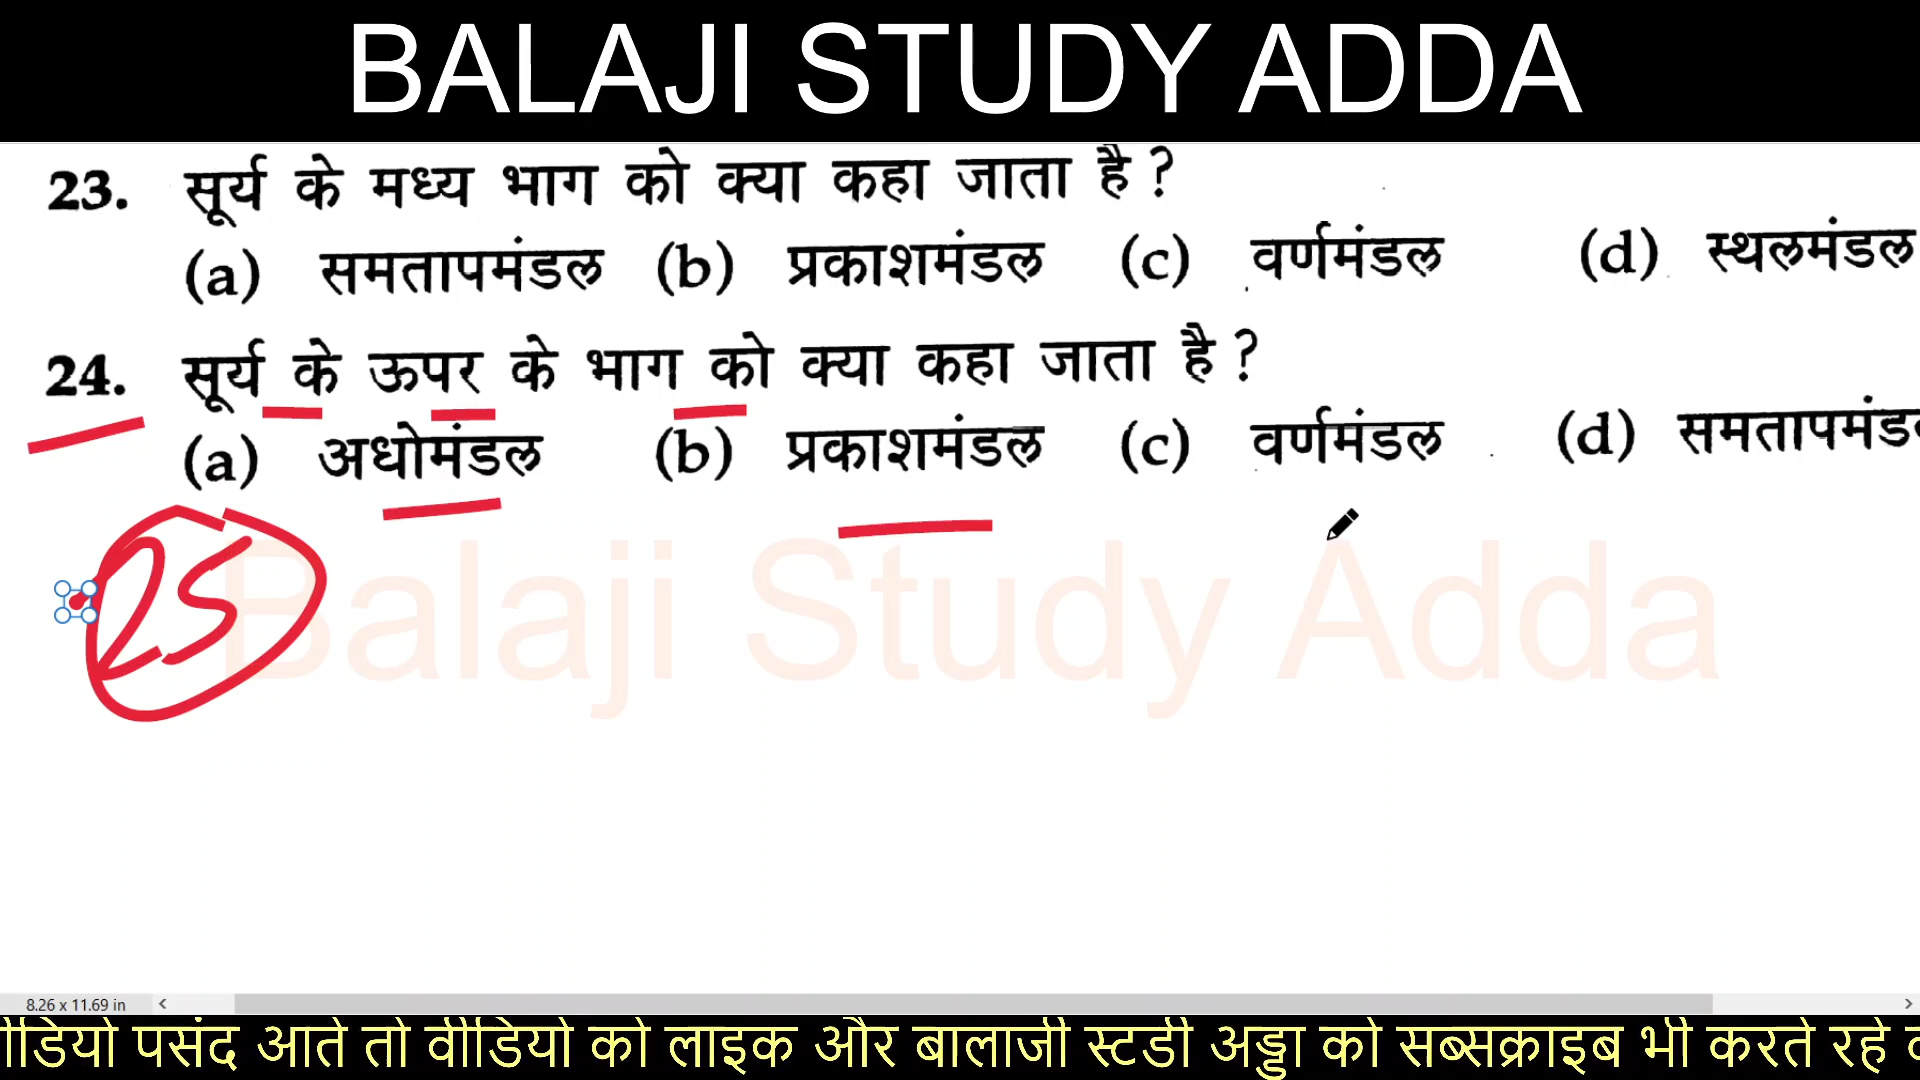 BALAJI STUDY ADDA
23. सूर्य के मध्य भाग को क्या कहा जाता है ?
(a) समतापमंडल (b) प्रकाशमंडल (c) वर्णमंडल (d) स्थलमंडल
24. सूर्य के ऊपर के भाग को क्या कहा जाता है ?
(a) अधोमंडल (b) प्रकाशमंडल (c) वर्णमंडल (d)
25
Balaji Study Adda
8.26 x 11.69 in
पसंद आते तो वीडियो को लाइक और बालाजी स्टडी अड्डा को सब्सक्राइब भी करते रहे